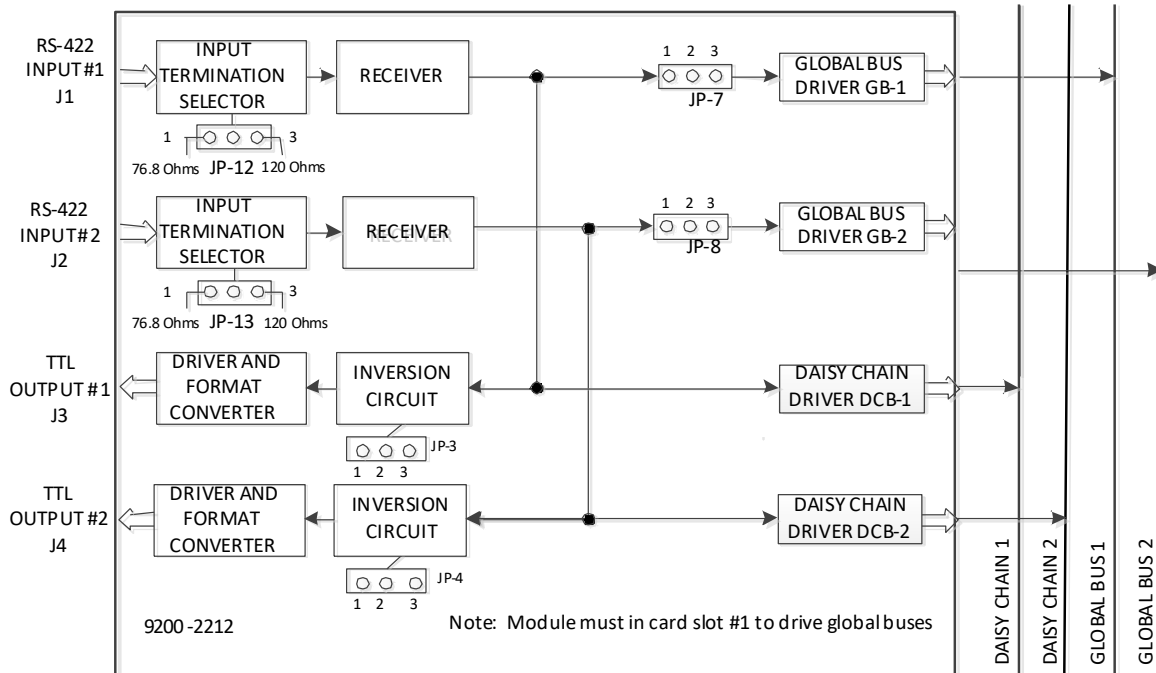 RS-422
INPUT #1
J1
INPUT
TERMINATION
SELECTOR
RECEIVER
1 2 3
JP-7
GLOBAL BUS
DRIVER GB-1
1 3
76.8 Ohms JP-12 120 Ohms
RS-422
INPUT#2
J2
INPUT
TERMINATION
SELECTOR
RECEIVER
RECEIVER
1 2 3
JP-8
GLOBAL BUS
DRIVER GB-2
1 3
76.8 Ohms JP-13 120 Ohms
TTL
OUTPUT #1
J3
DRIVER AND
FORMAT
CONVERTER
INVERSION
CIRCUIT
JP-3
1 2 3
DAISY CHAIN
DRIVER DCB-1
TTL
OUTPUT #2
J4
DRIVER AND
FORMAT
CONVERTER
INVERSION
CIRCUIT
JP-4
1 2 3
DAISY CHAIN
DRIVER DCB-2
9200 -2212
Note: Module must in card slot #1 to drive global buses
DAISY CHAIN 1
DAISY CHAIN 2
GLOBAL BUS 1
GLOBAL BUS 2